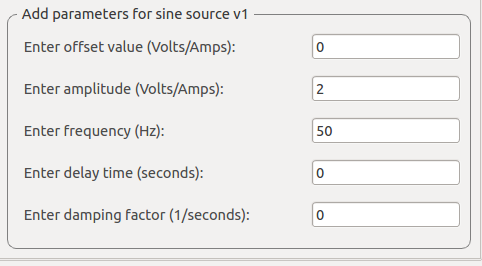 Add parameters for sine source v1
Enter offset value (Volts/Amps): 0
Enter amplitude (Volts/Amps): 2
Enter frequency (Hz): 50
Enter delay time (seconds): 0
Enter damping factor (1/seconds): 0